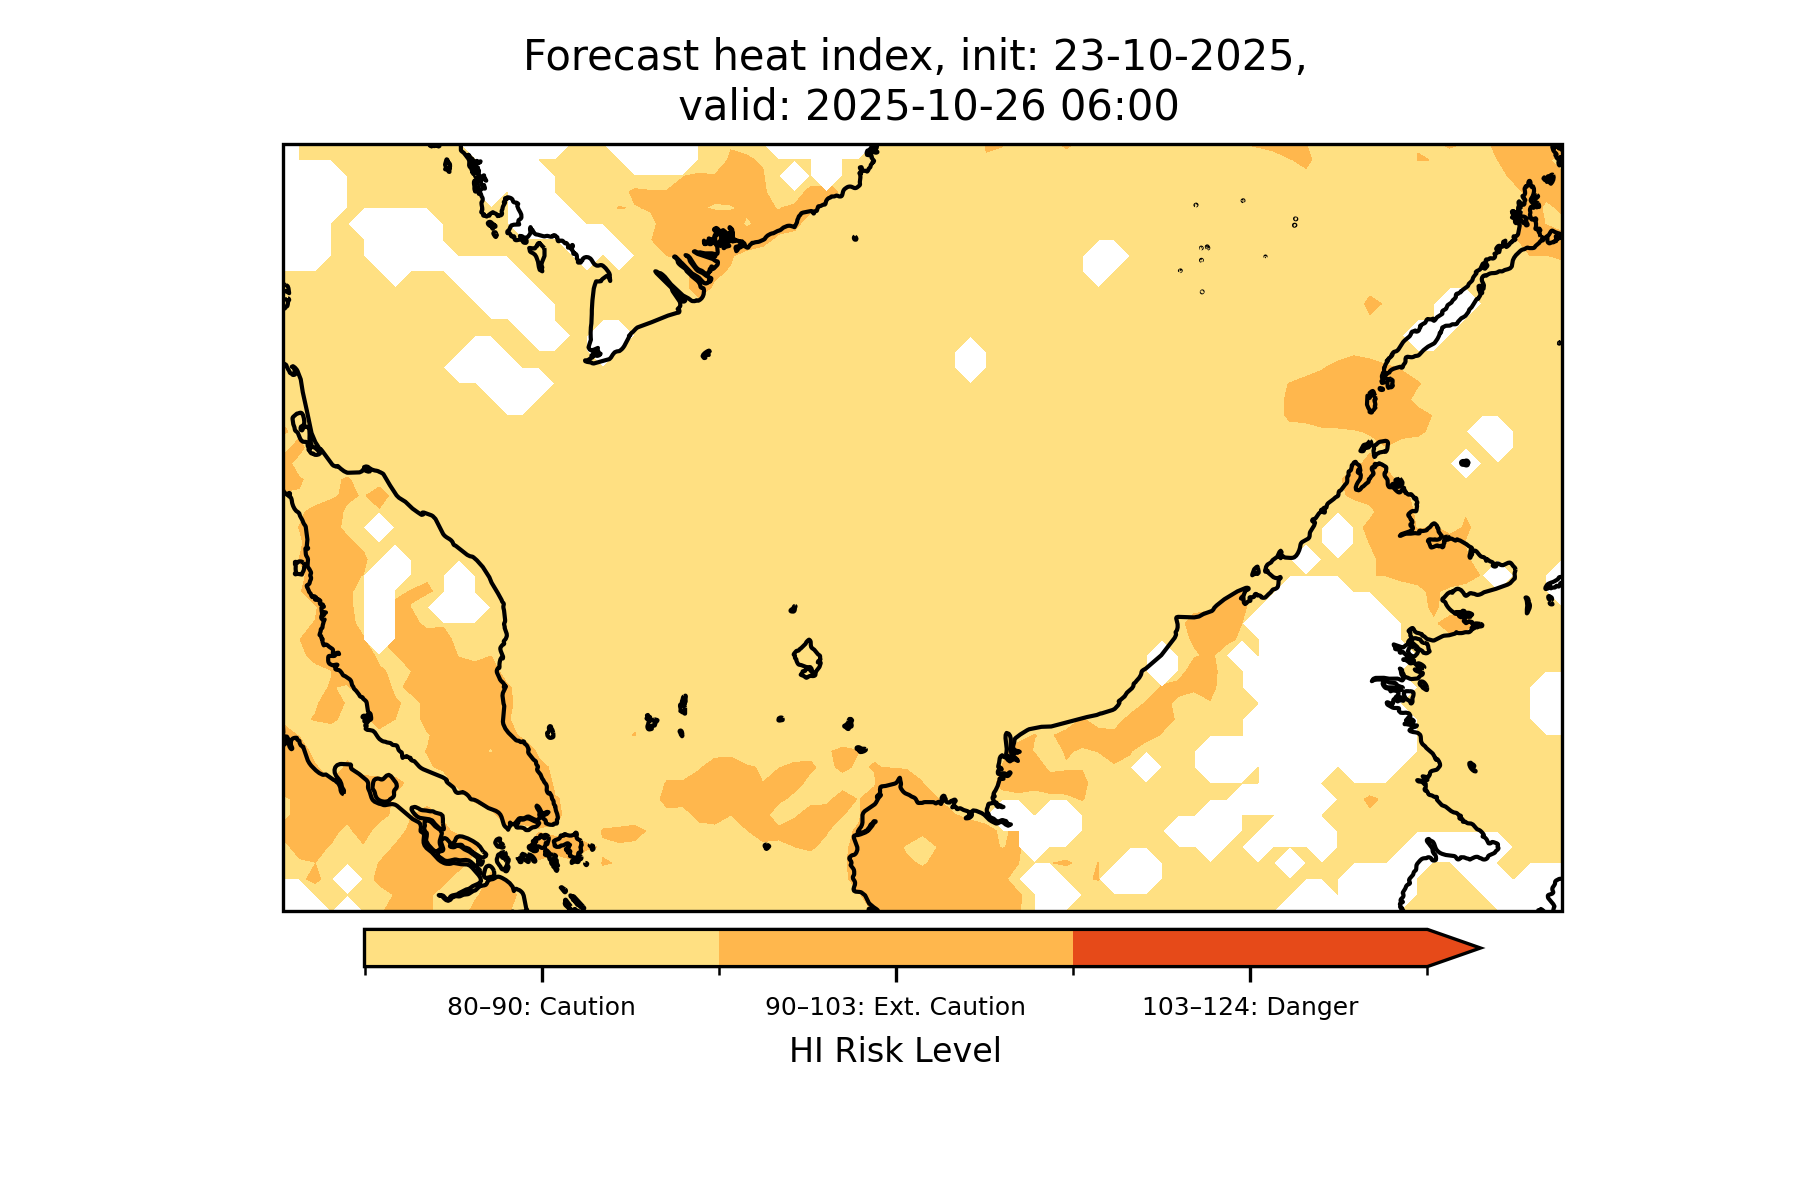 Forecast heat index, init: 23-10-2025,
valid: 2025-10-26 06:00
80–90: Caution
90–103: Ext. Caution
103–124: Danger
HI Risk Level